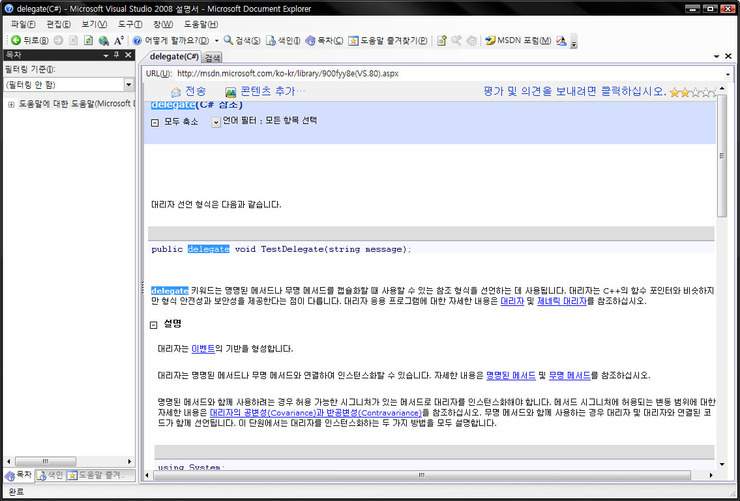 delegate(C#) - Microsoft Visual Studio 2008 설명서 - Microsoft Document Explorer
파일(F) 편집(E) 보기(V) 도구(T) 창(W) 도움말(H)
뒤로(B) 어떻게 할까요?(D) 검색(S) 색인(I) 목차(C) 도움말 즐겨찾기(P) MSDN 포럼(M)
목차
필터링 기준(F):
(필터링 안 함)
도움말에 대한 도움말(Microsoft D
delegate(C#) 검색
URL(U): http://msdn.microsoft.com/ko-kr/library/900fyy8e(VS.80).aspx
전송 콘텐츠 추가... 평가 및 의견을 보내려면 클릭하십시오.
delegate(C# 참조)
모두 축소 언어 필터 : 모든 항목 선택
대리자 선언 형식은 다음과 같습니다.
public delegate void TestDelegate(string message);
delegate 키워드는 명명된 메서드나 무명 메서드를 캡슐화할 때 사용할 수 있는 참조 형식을 선언하는 데 사용됩니다. 대리자는 C++의 함수 포인터와 비슷하지
만 형식 안전성과 보안성을 제공한다는 점이 다릅니다. 대리자 응용 프로그램에 대한 자세한 내용은 대리자 및 제네릭 대리자를 참조하십시오.
설명
대리자는 이벤트의 기반을 형성합니다.
대리자는 명명된 메서드나 무명 메서드와 연결하여 인스턴스화할 수 있습니다. 자세한 내용은 명명된 메서드 및 무명 메서드를 참조하십시오.
명명된 메서드와 함께 사용하려는 경우 허용 가능한 시그니처가 있는 메서드로 대리자를 인스턴스화해야 합니다. 메서드 시그니처에 허용되는 변동 범위에 대한
자세한 내용은 대리자의 공변성(Covariance)과 반공변성(Contravariance)을 참조하십시오. 무명 메서드와 함께 사용하는 경우 대리자 및 대리자와 연결된 코
드가 함께 선언됩니다. 이 단원에서는 대리자를 인스턴스화하는 두 가지 방법을 모두 설명합니다.
using System;
목차 색인 도움말 즐겨..
완료